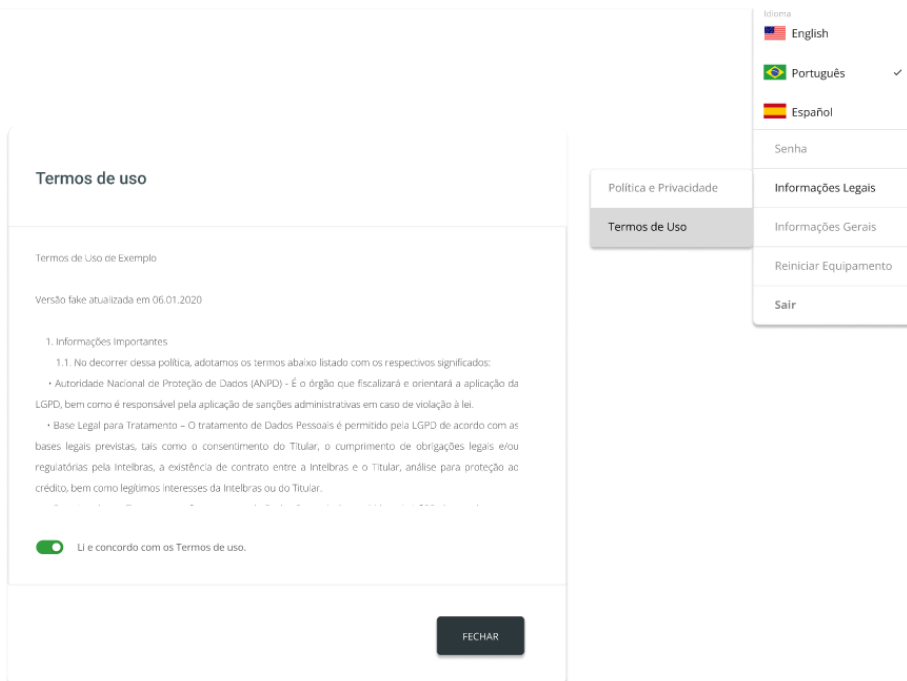 Idioma
English
Português
Español
Senha
Informações Legais
Informações Gerais
Reiniciar Equipamento
Sair
Política e Privacidade
Termos de Uso
Termos de uso
Termos de Uso de Exemplo
Versão fake atualizada em 06.01.2020
1. Informações Importantes
1.1. No decorrer dessa política, adotamos os termos abaixo listado com os respectivos significados:
• Autoridade Nacional de Proteção de Dados (ANPD) - É o órgão que fiscalizará e orientará a aplicação da
LGPD, bem como é responsável pela aplicação de sanções administrativas em caso de violação à lei.
• Base Legal para Tratamento – O tratamento de Dados Pessoais é permitido pela LGPD de acordo com as
bases legais previstas, tais como o consentimento do Titular, o cumprimento de obrigações legais e/ou
regulatórias pela Intelbras, a existência de contrato entre a Intelbras e o Titular, análise para proteção ao
crédito, bem como legítimos interesses da Intelbras ou do Titular.
Li e concordo com os Termos de uso.
FECHAR